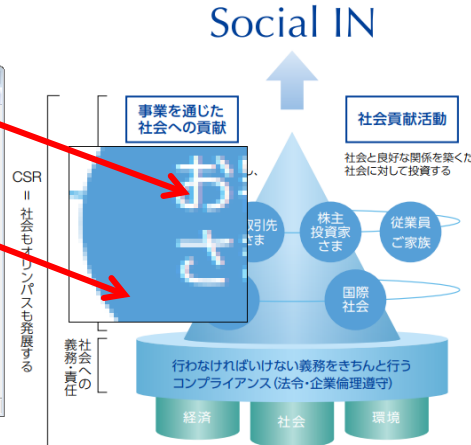 Social IN
事業を通じた
社会への貢献
社会貢献活動
社会と良好な関係を築くた
社会に対して投資する
し、
お
さ
取引先
さま
株主
投資家
さま
従業員
ご家族
国際
社会
CSR
=
社会もオリンパスも発展する
社会への
義務・責任
行わなければいけない義務をきちんと行う
コンプライアンス(法令・企業倫理遵守)
経済
社会
環境